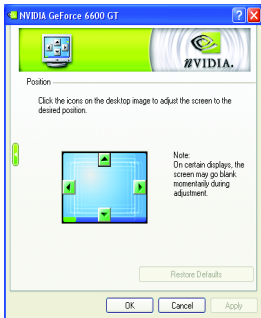 NVIDIA GeForce 6600 GT
NVIDIA.
Position
Click the icons on the desktop image to adjust the screen to the
desired position.
Note:
On certain displays, the
screen may go blank
momentarily during
adjustment.
Restore Defaults
OK
Cancel
Apply